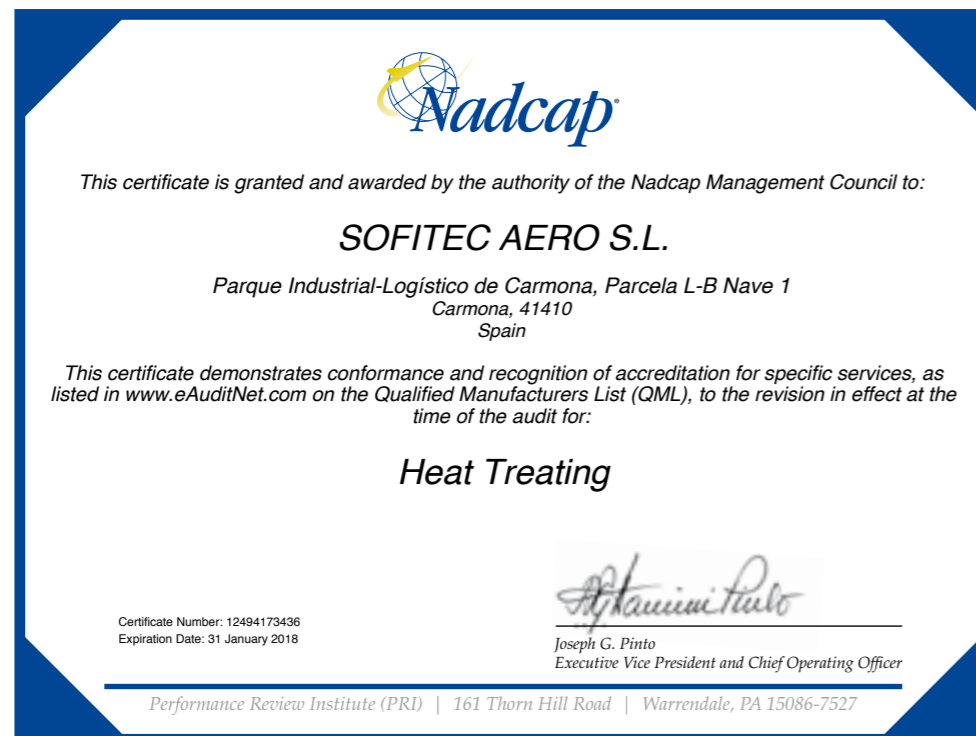 Nadcap
This certificate is granted and awarded by the authority of the Nadcap Management Council to:
SOFITEC AERO S.L.
Parque Industrial-Logístico de Carmona, Parcela L-B Nave 1
Carmona, 41410
Spain
This certificate demonstrates conformance and recognition of accreditation for specific services, as
listed in www.eAuditNet.com on the Qualified Manufacturers List (QML), to the revision in effect at the
time of the audit for:
Heat Treating
Certificate Number: 12494173436
Expiration Date: 31 January 2018
Joseph G. Pinto
Executive Vice President and Chief Operating Officer
Performance Review Institute (PRI) | 161 Thorn Hill Road | Warrendale, PA 15086-7527